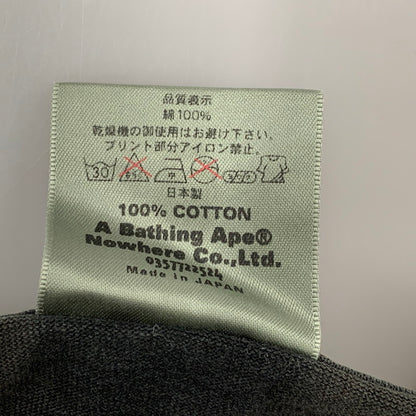 品質表示
綿100%
乾燥機の御使用はお避け下さい。
プリント部分アイロン禁止。
30 中
日本製
100% COTTON
A Bathing Ape®
Nowhere Co.,Ltd.
0357722524
Made in JAPAN